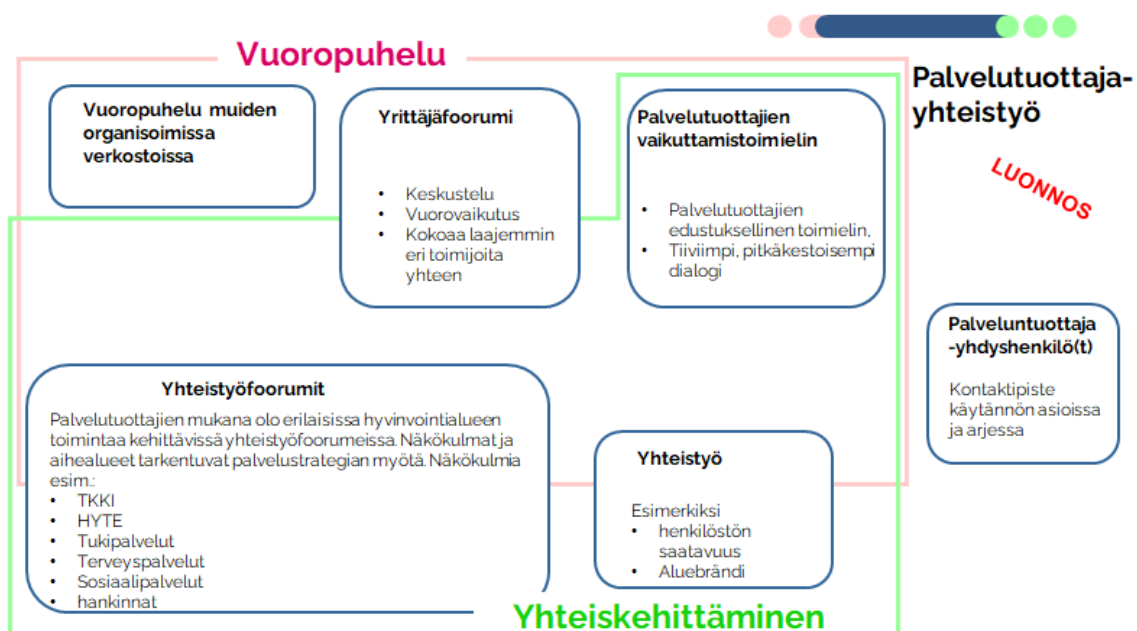 Vuoropuhelu
Palvelutuottaja-
yhteistyö
LUONNOS
Vuoropuhelu muiden
organisoimissa
verkostoissa
Yrittäjäfoorumi
• Keskustelu
• Vuorovaikutus
• Kokoaa laajemmin
eri toimijoita
yhteen
Palvelutuottajien
vaikuttamistoimielin
• Palvelutuottajien
edustuksellinen toimielin,
• Tiiviimpi, pitkäkestoisempi
dialogi
Palveluntuottaja
-yhdyshenkilö(t)
Kontaktipiste
käytännön asioissa
ja arjessa
Yhteistyöfoorumit
Palvelutuottajien mukana olo erilaisissa hyvinvointialueen
toimintaa kehittävissä yhteistyöfoorumeissa. Näkökulmat ja
aihealueet tarkentuvat palvelustrategian myötä. Näkökulmia
esim.:
• TKKI
• HYTE
• Tukipalvelut
• Terveyspalvelut
• Sosiaalipalvelut
• hankinnat
Yhteistyö
Esimerkiksi
• henkilöstön
saatavuus
• Aluebrändi
Yhteiskehittäminen